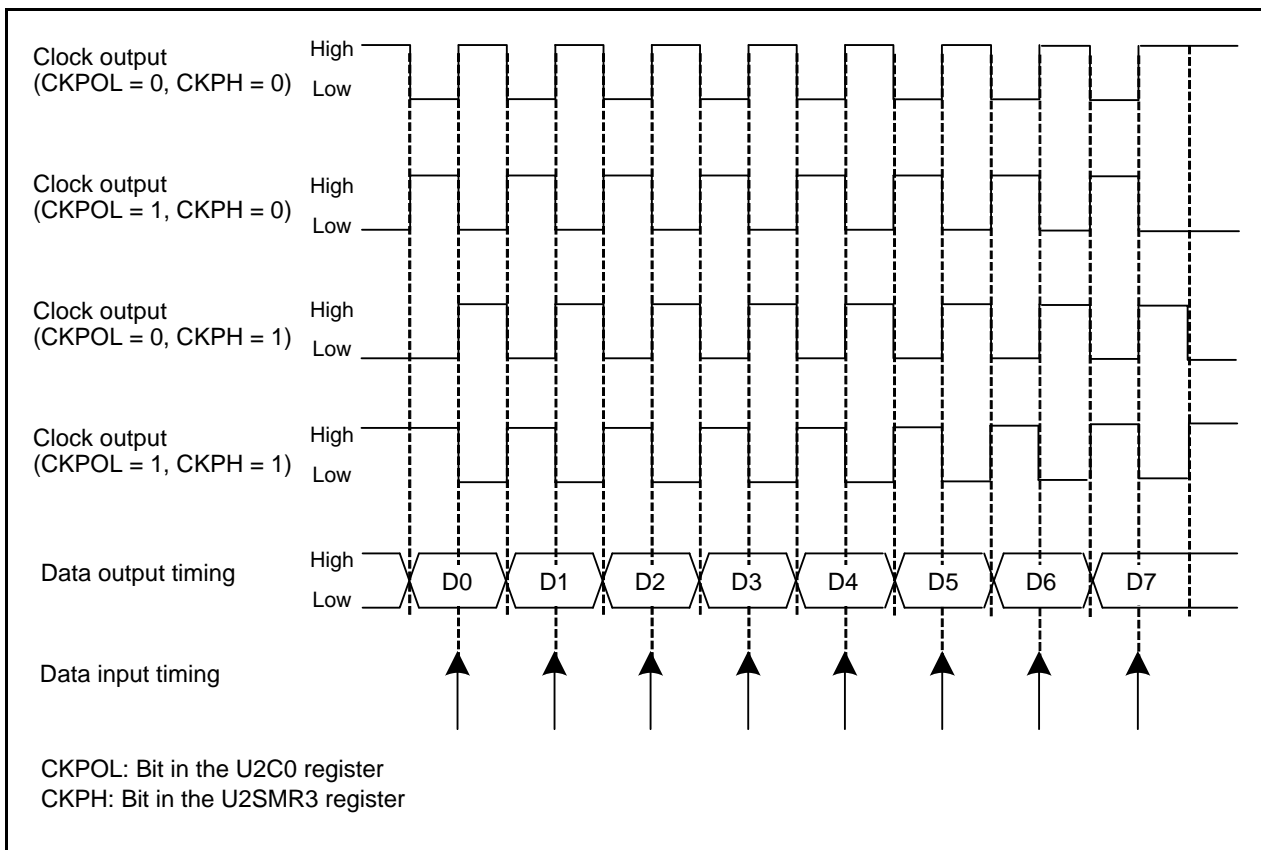 Clock output
(CKPOL = 0, CKPH = 0)
High
Low
Clock output
(CKPOL = 1, CKPH = 0)
High
Low
Clock output
(CKPOL = 0, CKPH = 1)
High
Low
Clock output
(CKPOL = 1, CKPH = 1)
High
Low
Data output timing
High
Low
D0 D1 D2 D3 D4 D5 D6 D7
Data input timing
CKPOL: Bit in the U2C0 register
CKPH: Bit in the U2SMR3 register